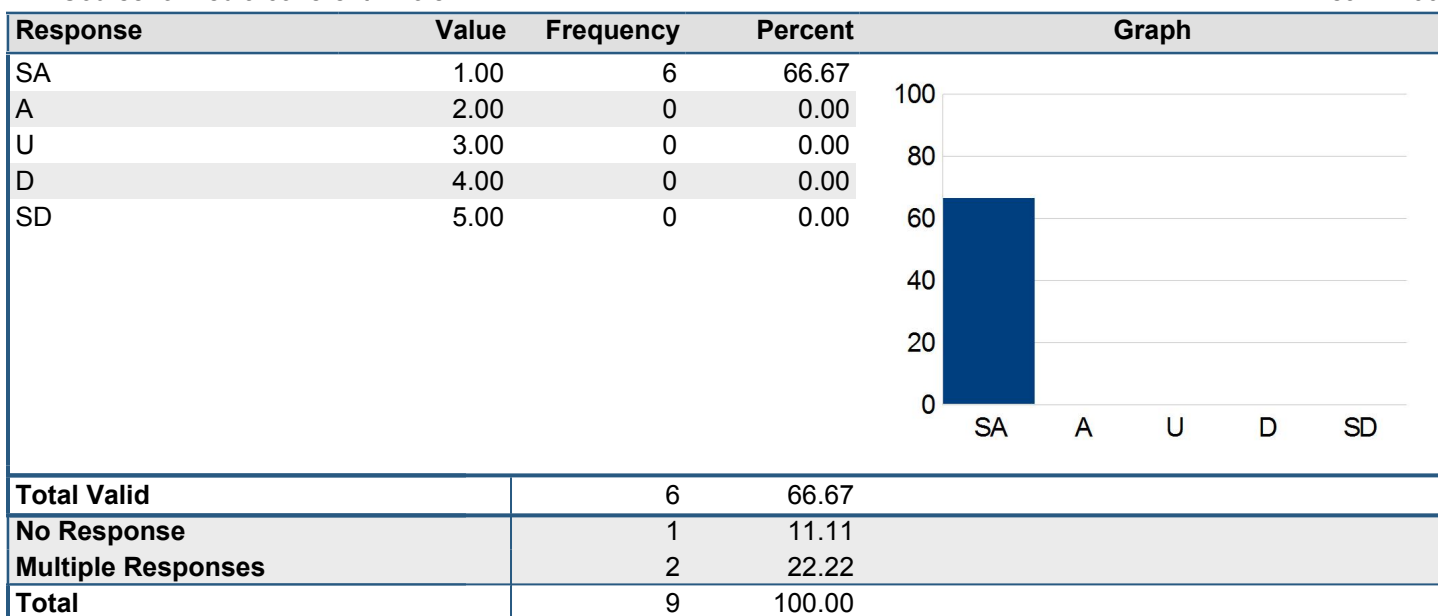 Response Value Frequency Percent Graph
SA 1.00 6 66.67
A 2.00 0 0.00
U 3.00 0 0.00
D 4.00 0 0.00
SD 5.00 0 0.00
100
80
60
40
20
0
SA A U D SD
Total Valid 6 66.67
No Response 1 11.11
Multiple Responses 2 22.22
Total 9 100.00